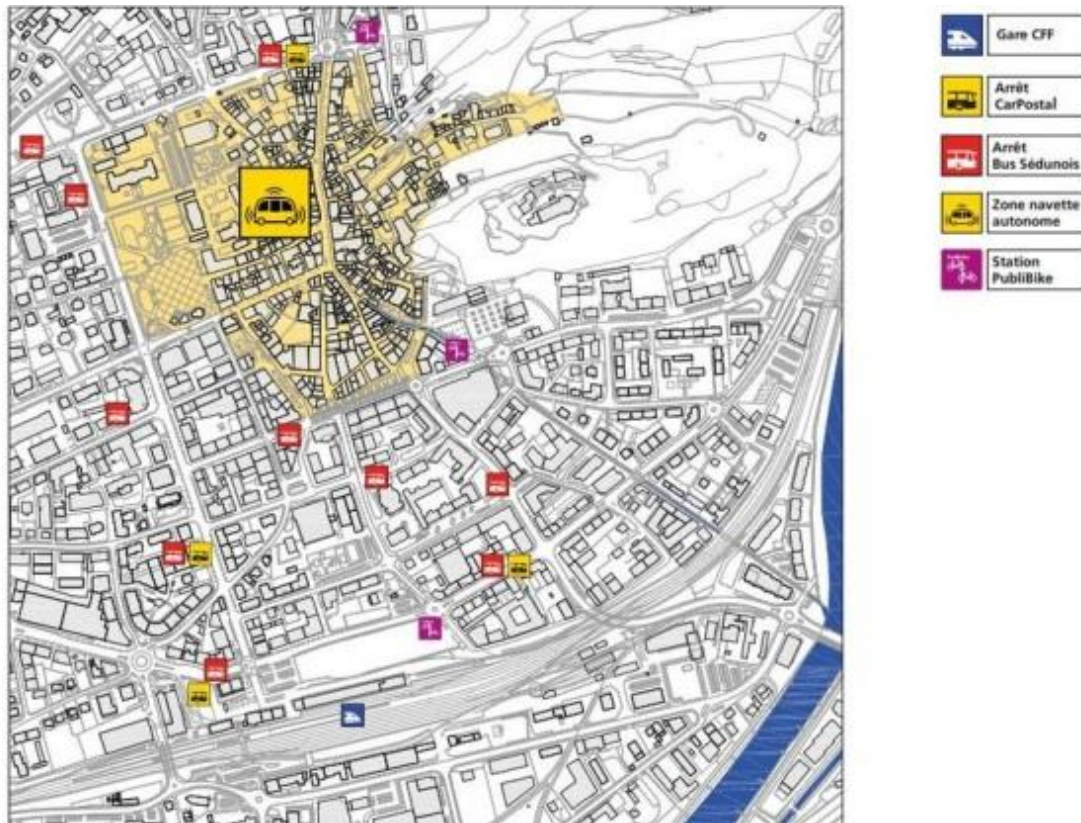 Gare CFF
Arrêt
CarPostal
Arrêt
Bus Sédunois
Zone navette
autonome
Station
PubliBike